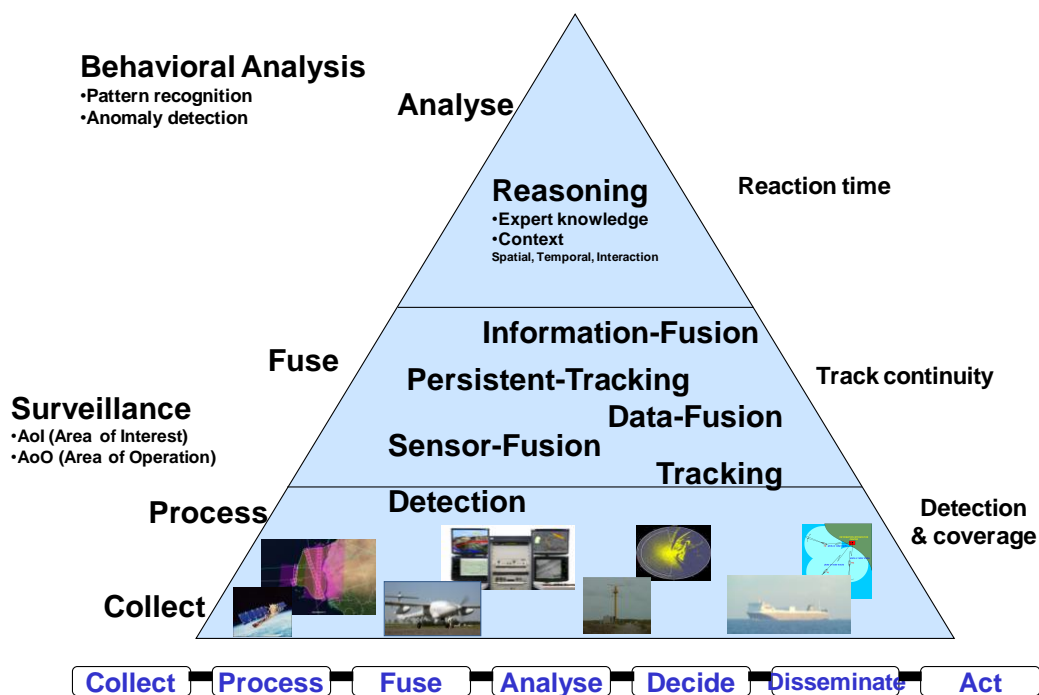 Behavioral Analysis
•Pattern recognition
•Anomaly detection
Analyse
Reasoning
•Expert knowledge
•Context
Spatial, Temporal, Interaction
Reaction time
Information-Fusion
Fuse
Persistent-Tracking
Track continuity
Surveillance
•AoI (Area of Interest)
•AoO (Area of Operation)
Data-Fusion
Sensor-Fusion
Tracking
Process
Detection
Detection
& coverage
Collect
Collect
Process
Fuse
Analyse
Decide
Disseminate
Act